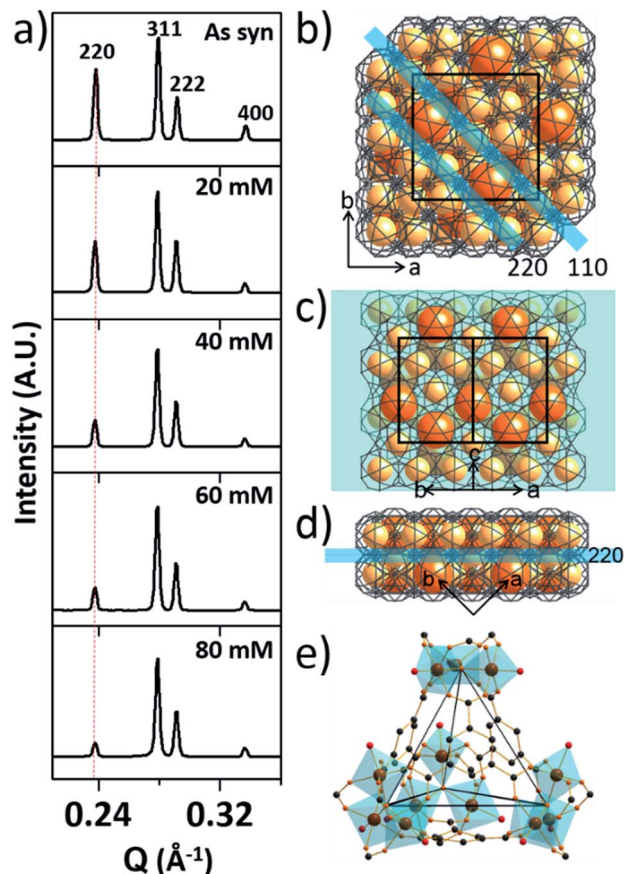 a)
As syn
220
311
222
400
20 mM
40 mM
60 mM
80 mM
Intensity (A.U.)
0.24 0.32
Q (Å⁻¹)
b)
b
a
220 110
c)
c
b a
d)
220
b a
e)